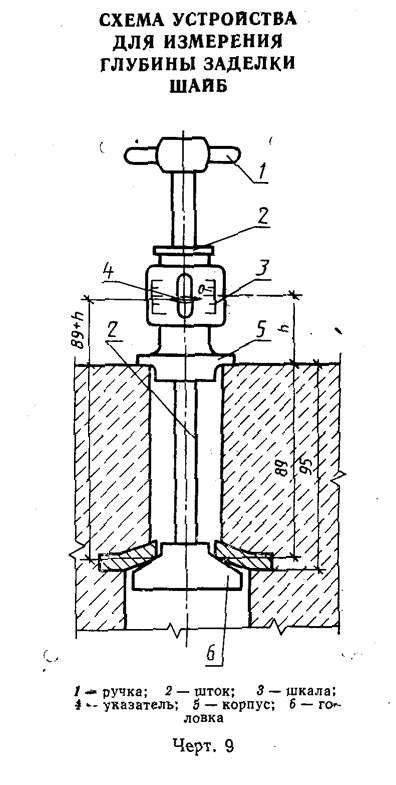 СХЕМА УСТРОЙСТВА
ДЛЯ ИЗМЕРЕНИЯ
ГЛУБИНЫ ЗАДЕЛКИ
ШАЙБ
1
2
4
0
3
89+h
5
h
2
89
95
6
1 — ручка; 2 — шток; 3 — шкала;
4 — указатель; 5 — корпус; 6 — го-
ловка
Черт. 9